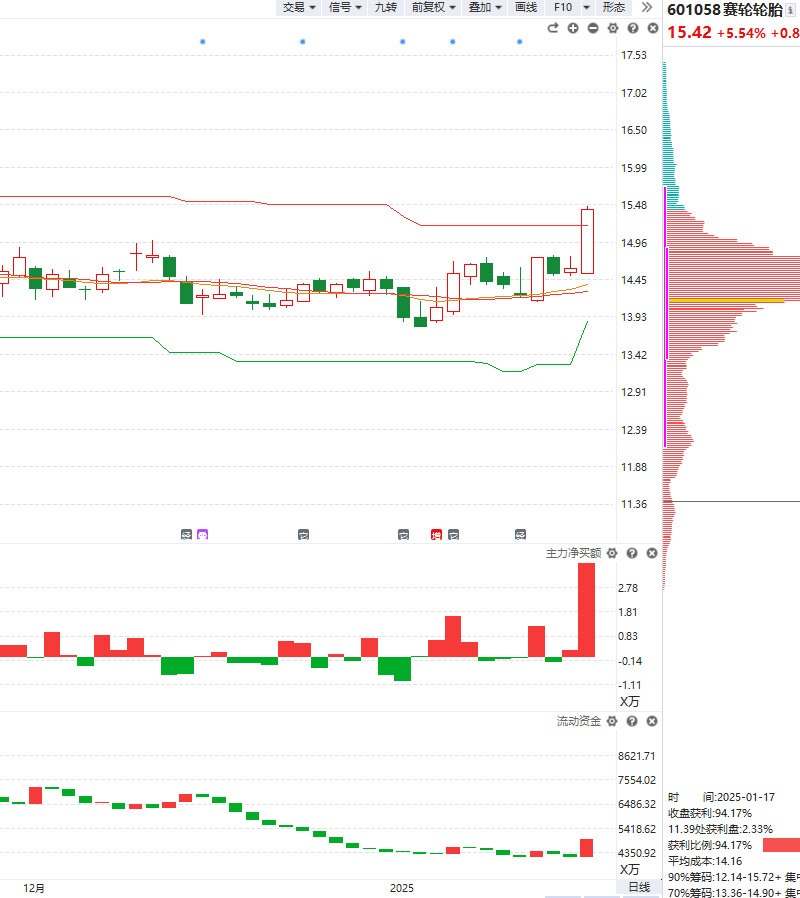 交易 信号 九转 前复权 叠加 画线 F10 形态
601058 赛轮轮胎
15.42 +5.54% +0.8
17.53
17.02
16.50
15.99
15.48
14.96
14.45
13.93
13.42
12.91
12.39
11.88
11.36
主力净买额
2.78
1.81
0.83
-0.14
-1.11
X万
流动资金
8621.71
7554.02
6486.32
5418.62
4350.92
X万
12月 2025 日线
时 间:2025-01-17
收盘获利:94.17%
11.39处获利盘:2.33%
获利比例:94.17%
平均成本:14.16
90%筹码:12.14-15.72+ 集中
70%筹码:13.36-14.90+ 集中